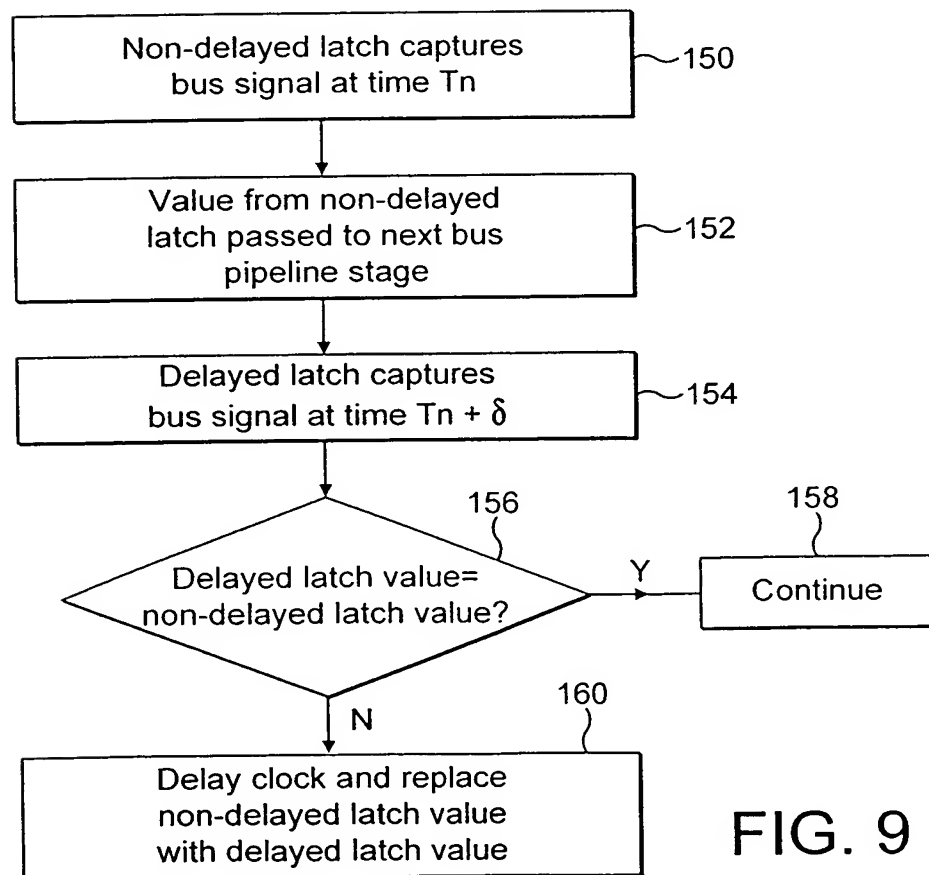 Non-delayed latch captures
bus signal at time Tn
150
Value from non-delayed
latch passed to next bus
pipeline stage
152
Delayed latch captures
bus signal at time Tn + δ
154
156
Delayed latch value=
non-delayed latch value?
Y
158
Continue
N
160
Delay clock and replace
non-delayed latch value
with delayed latch value
FIG. 9